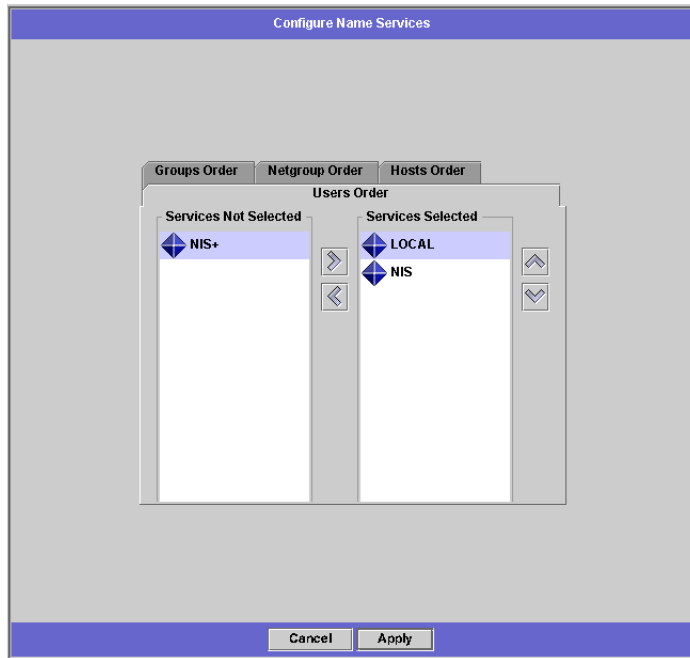 Configure Name Services
Groups Order
Netgroup Order
Hosts Order
Users Order
Services Not Selected
Services Selected
NIS+
LOCAL
NIS
Cancel
Apply